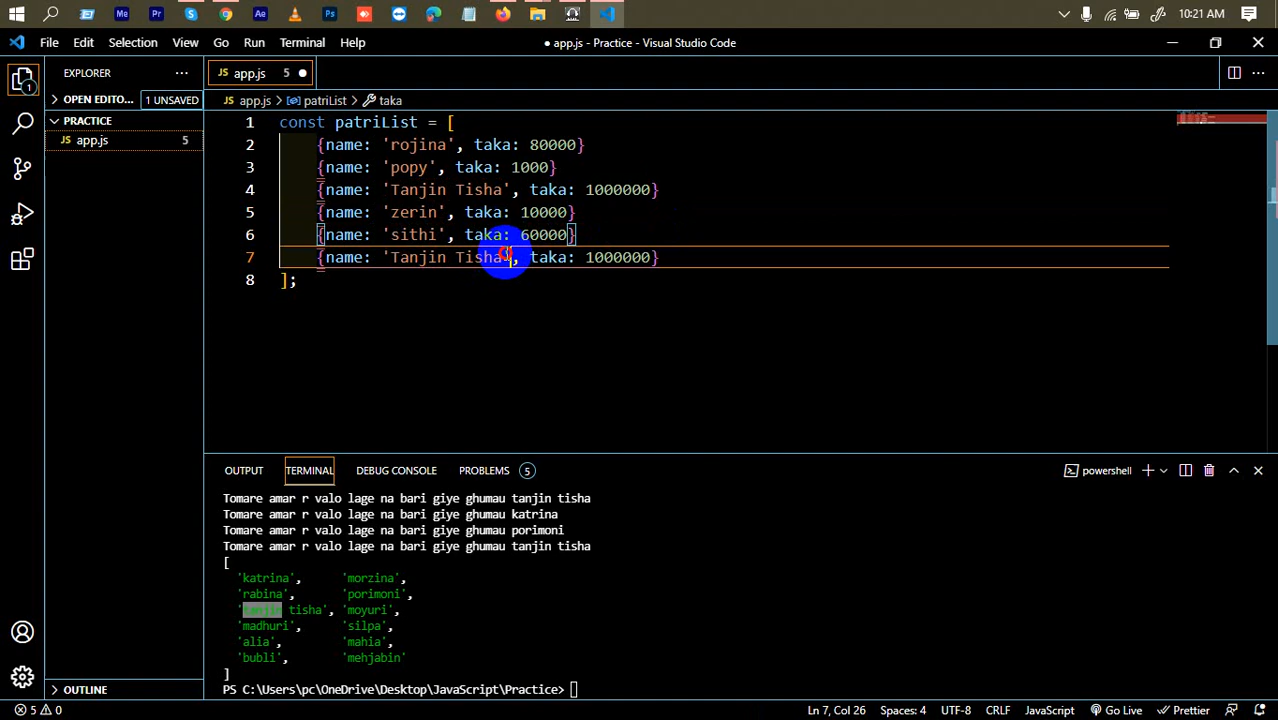 10:21 AM
File Edit Selection View Go Run Terminal Help
● app.js - Practice - Visual Studio Code
EXPLORER
OPEN EDITO... 1 UNSAVED
PRACTICE
JS app.js 5
OUTLINE
JS app.js 5
JS app.js > patriList > taka
1 const patriList = [
2 {name: 'rojina', taka: 80000}
3 {name: 'popy', taka: 1000}
4 {name: 'Tanjin Tisha', taka: 1000000}
5 {name: 'zerin', taka: 10000}
6 {name: 'sithi', taka: 60000}
7 {name: 'Tanjin Tisha', taka: 1000000}
8 ];
OUTPUT TERMINAL DEBUG CONSOLE PROBLEMS 5
powershell
Tomare amar r valo lage na bari giye ghumau tanjin tisha
Tomare amar r valo lage na bari giye ghumau katrina
Tomare amar r valo lage na bari giye ghumau porimoni
Tomare amar r valo lage na bari giye ghumau tanjin tisha
[
'katrina', 'morzina',
'rabina', 'porimoni',
'tanjin tisha', 'moyuri',
'madhuri', 'silpa',
'alia', 'mahia',
'bubli', 'mehjabin'
]
PS C:\Users\pc\OneDrive\Desktop\JavaScript\Practice>
5 0 Ln 7, Col 26 Spaces: 4 UTF-8 CRLF JavaScript Go Live Prettier